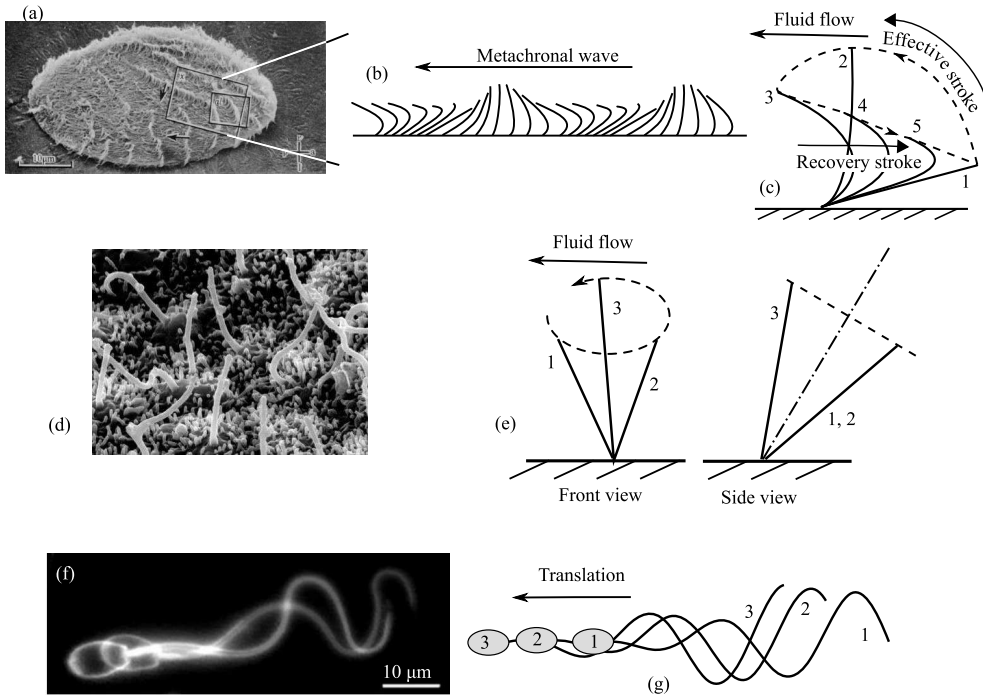 (a)
10µm
(b)
Metachronal wave
Fluid flow
Effective stroke
2
3
4
5
Recovery stroke
1
(c)
(d)
Fluid flow
3
1
2
(e)
Front view
3
1, 2
Side view
(f)
10 µm
Translation
3
2
1
3
2
1
(g)